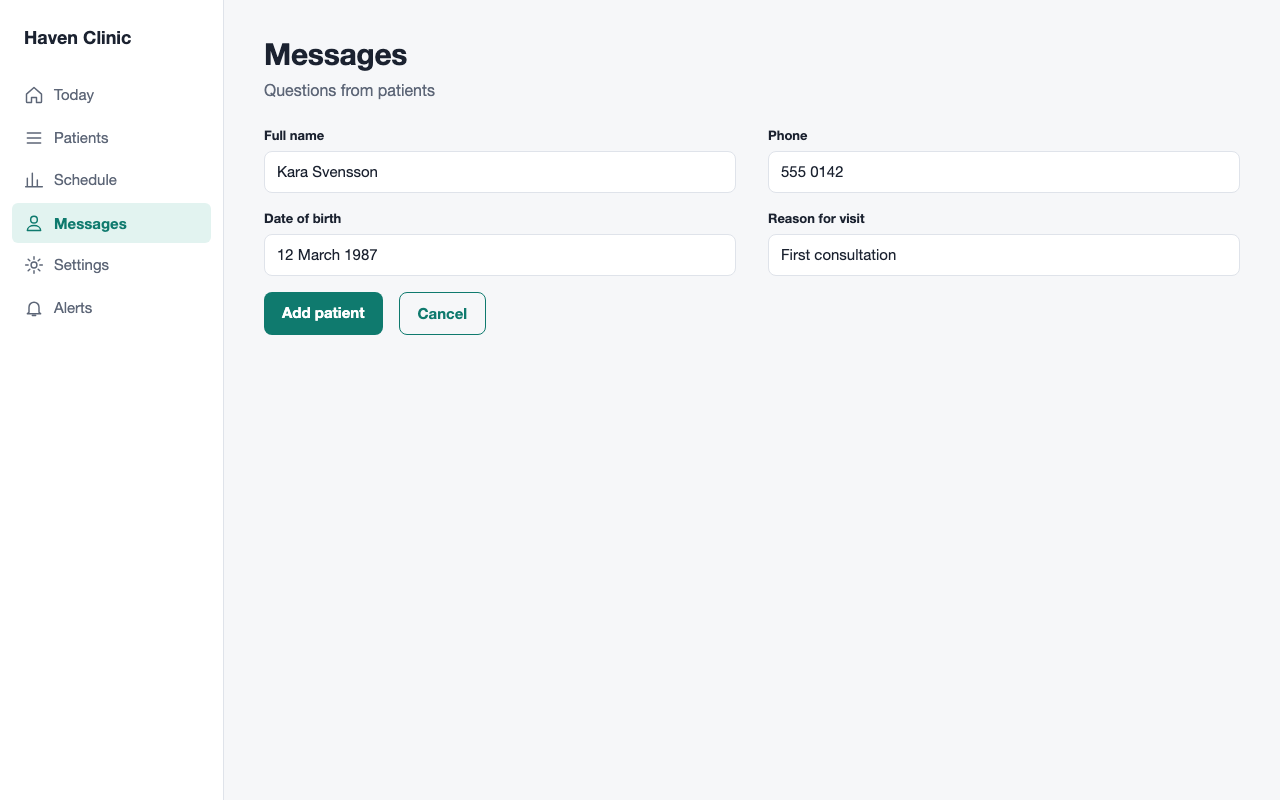 Haven Clinic
Today
Patients
Schedule
Messages
Settings
Alerts
Messages
Questions from patients
Full name
Kara Svensson
Phone
555 0142
Date of birth
12 March 1987
Reason for visit
First consultation
Add patient
Cancel